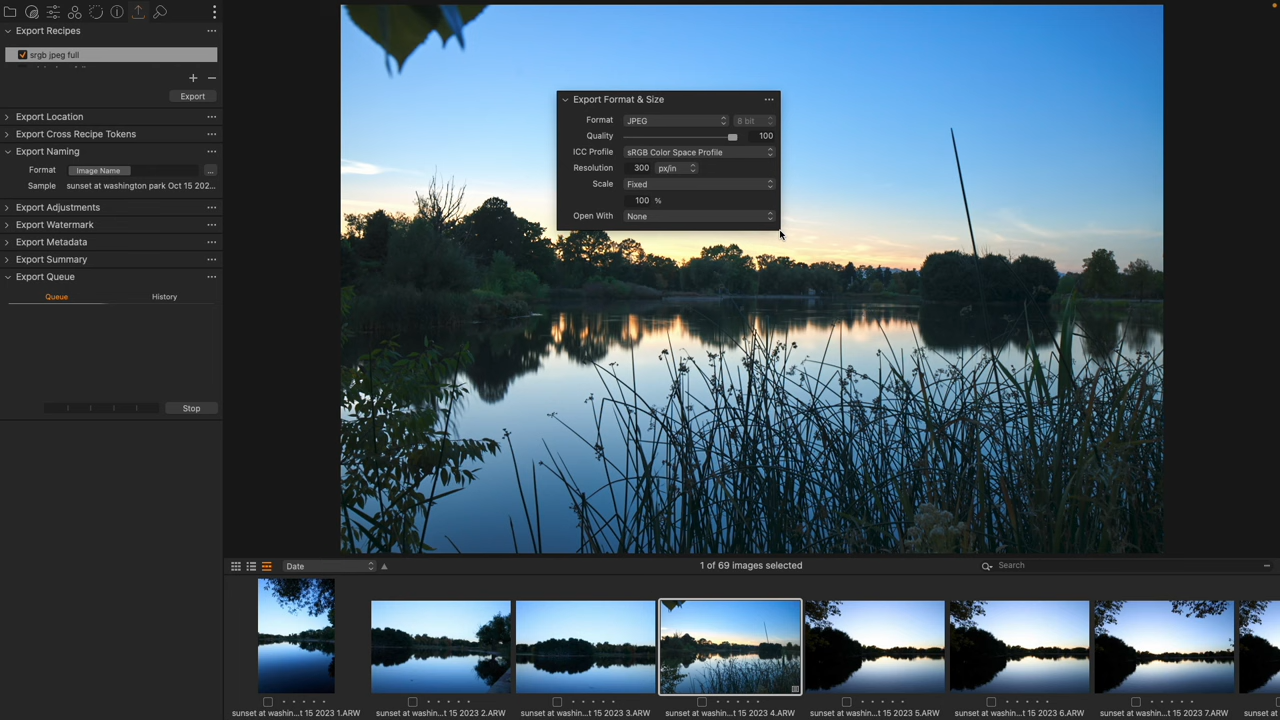 Export Recipes
srgb jpeg full
Export
Export Location
Export Cross Recipe Tokens
Export Naming
Format Image Name ...
Sample sunset at washington park Oct 15 202...
Export Adjustments
Export Watermark
Export Metadata
Export Summary
Export Queue
Queue History
Stop
Export Format & Size
Format JPEG 8 bit
Quality 100
ICC Profile sRGB Color Space Profile
Resolution 300 px/in
Scale Fixed
100 %
Open With None
Date 1 of 69 images selected Search
sunset at washin...t 15 2023 1.ARW
sunset at washin...t 15 2023 2.ARW
sunset at washin...t 15 2023 3.ARW
sunset at washin...t 15 2023 4.ARW
sunset at washin...t 15 2023 5.ARW
sunset at washin...t 15 2023 6.ARW
sunset at washin...t 15 2023 7.ARW
sunset at